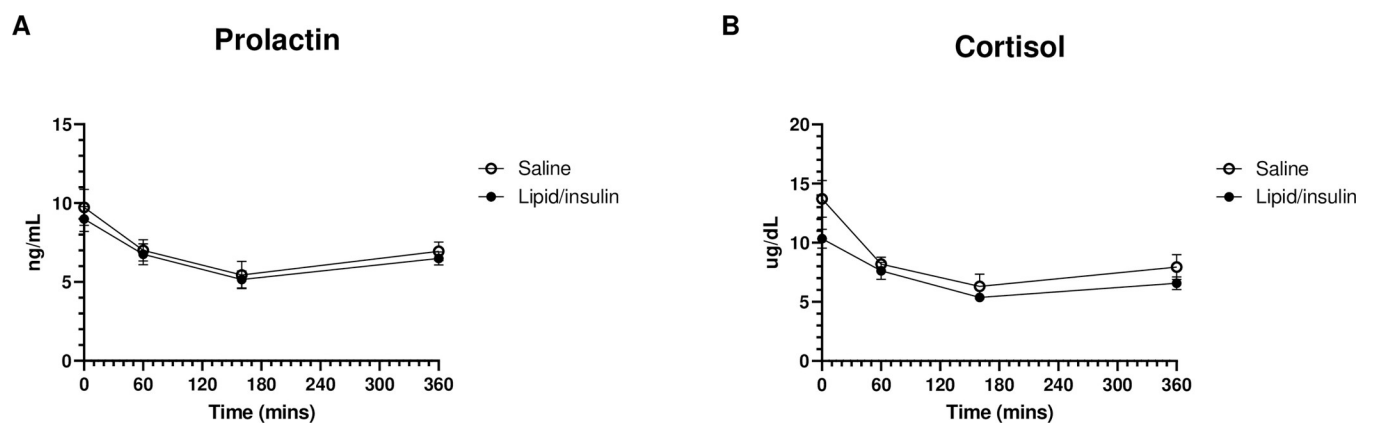 A
Prolactin
15
10
5
0
ng/mL
0 60 120 180 240 300 360
Time (mins)
Saline
Lipid/insulin
B
Cortisol
20
15
10
5
0
ug/dL
0 60 120 180 240 300 360
Time (mins)
Saline
Lipid/insulin